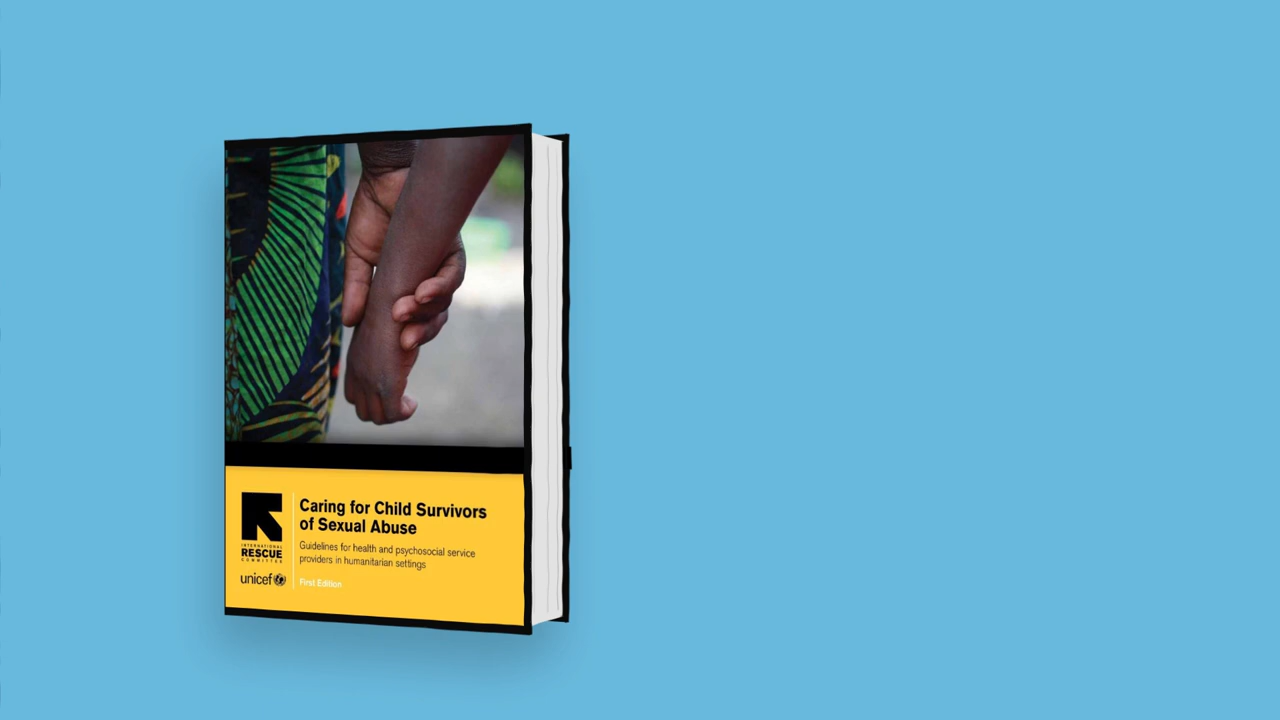 INTERNATIONAL
RESCUE
COMMITTEE
unicef
Caring for Child Survivors
of Sexual Abuse
Guidelines for health and psychosocial service
providers in humanitarian settings
First Edition